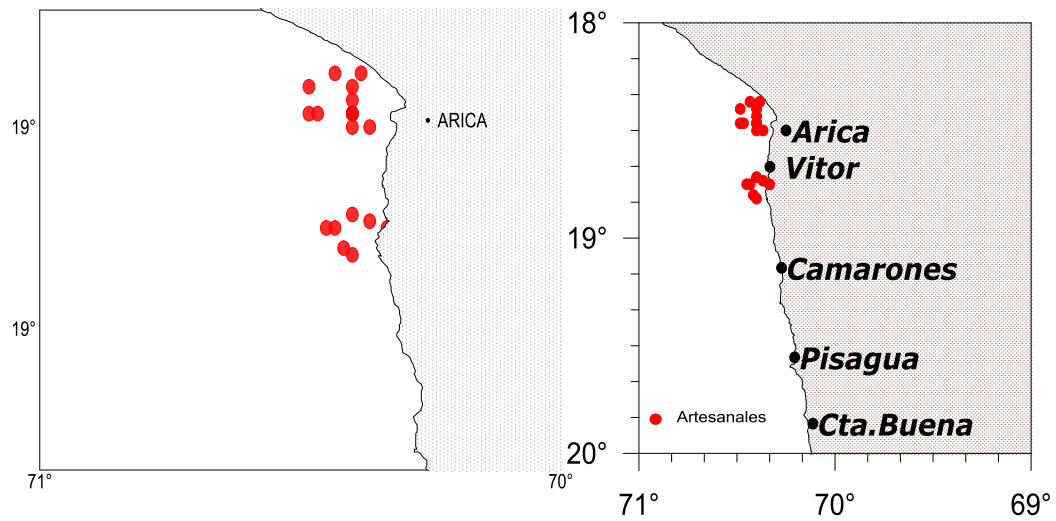 19°
ARICA
19°
71°
70°
18°
Arica
Vitor
19°
Camarones
Pisagua
Artesanales
Cta.Buena
20°
71°
70°
69°